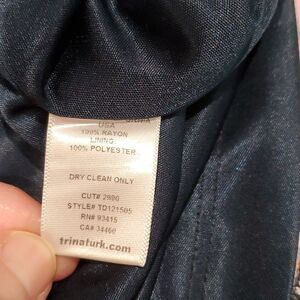 USA
100% RAYON
LINING:
100% POLYESTER
DRY CLEAN ONLY
CUT# 2990
STYLE# TD121505
RN# 93415
CA# 34460
trinaturk.com